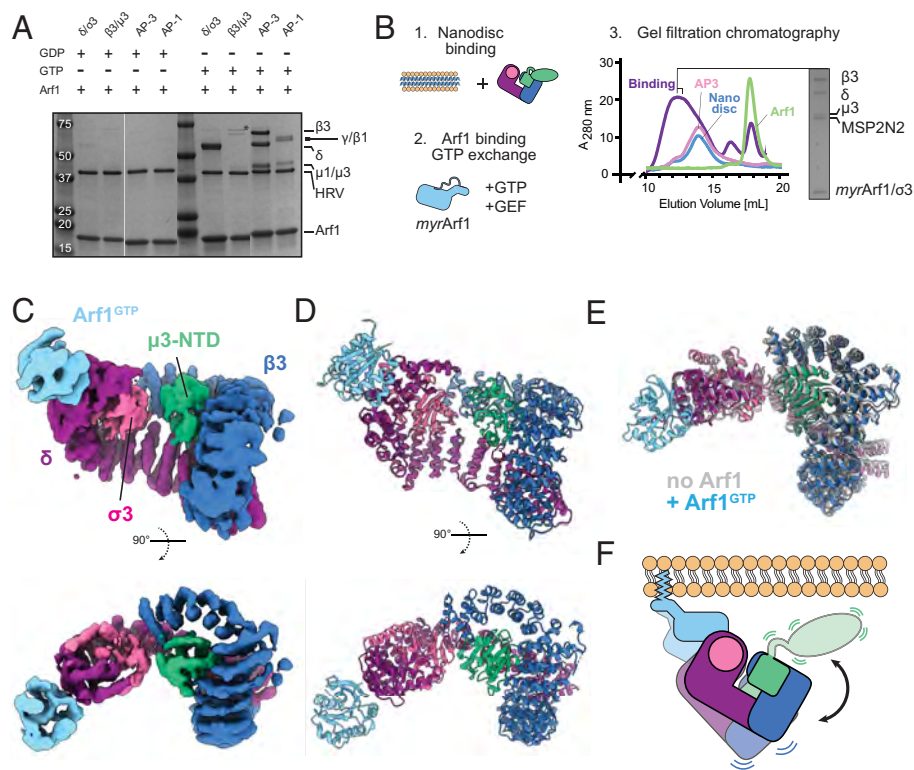 A
δ/σ3 β3/μ3 AP-3 AP-1 δ/σ3 β3/μ3 AP-3 AP-1
GDP + + + + - - - -
GTP - - - - + + + +
Arf1 + + + + + + + +
75
50
37
25
20
15
*
β3
γ/β1
δ
μ1/μ3
HRV
Arf1
B
1. Nanodisc
binding
+
2. Arf1 binding
GTP exchange
+GTP
+GEF
myrArf1
3. Gel filtration chromatography
A 280 nm
30
20
10
0
10 15 20
Elution Volume [mL]
Binding
AP3
Nano
disc
Arf1
β3
δ
μ3
MSP2N2
myrArf1/σ3
C
Arf1GTP
μ3-NTD
β3
δ
σ3
90°
D
90°
E
no Arf1
+ Arf1GTP
F